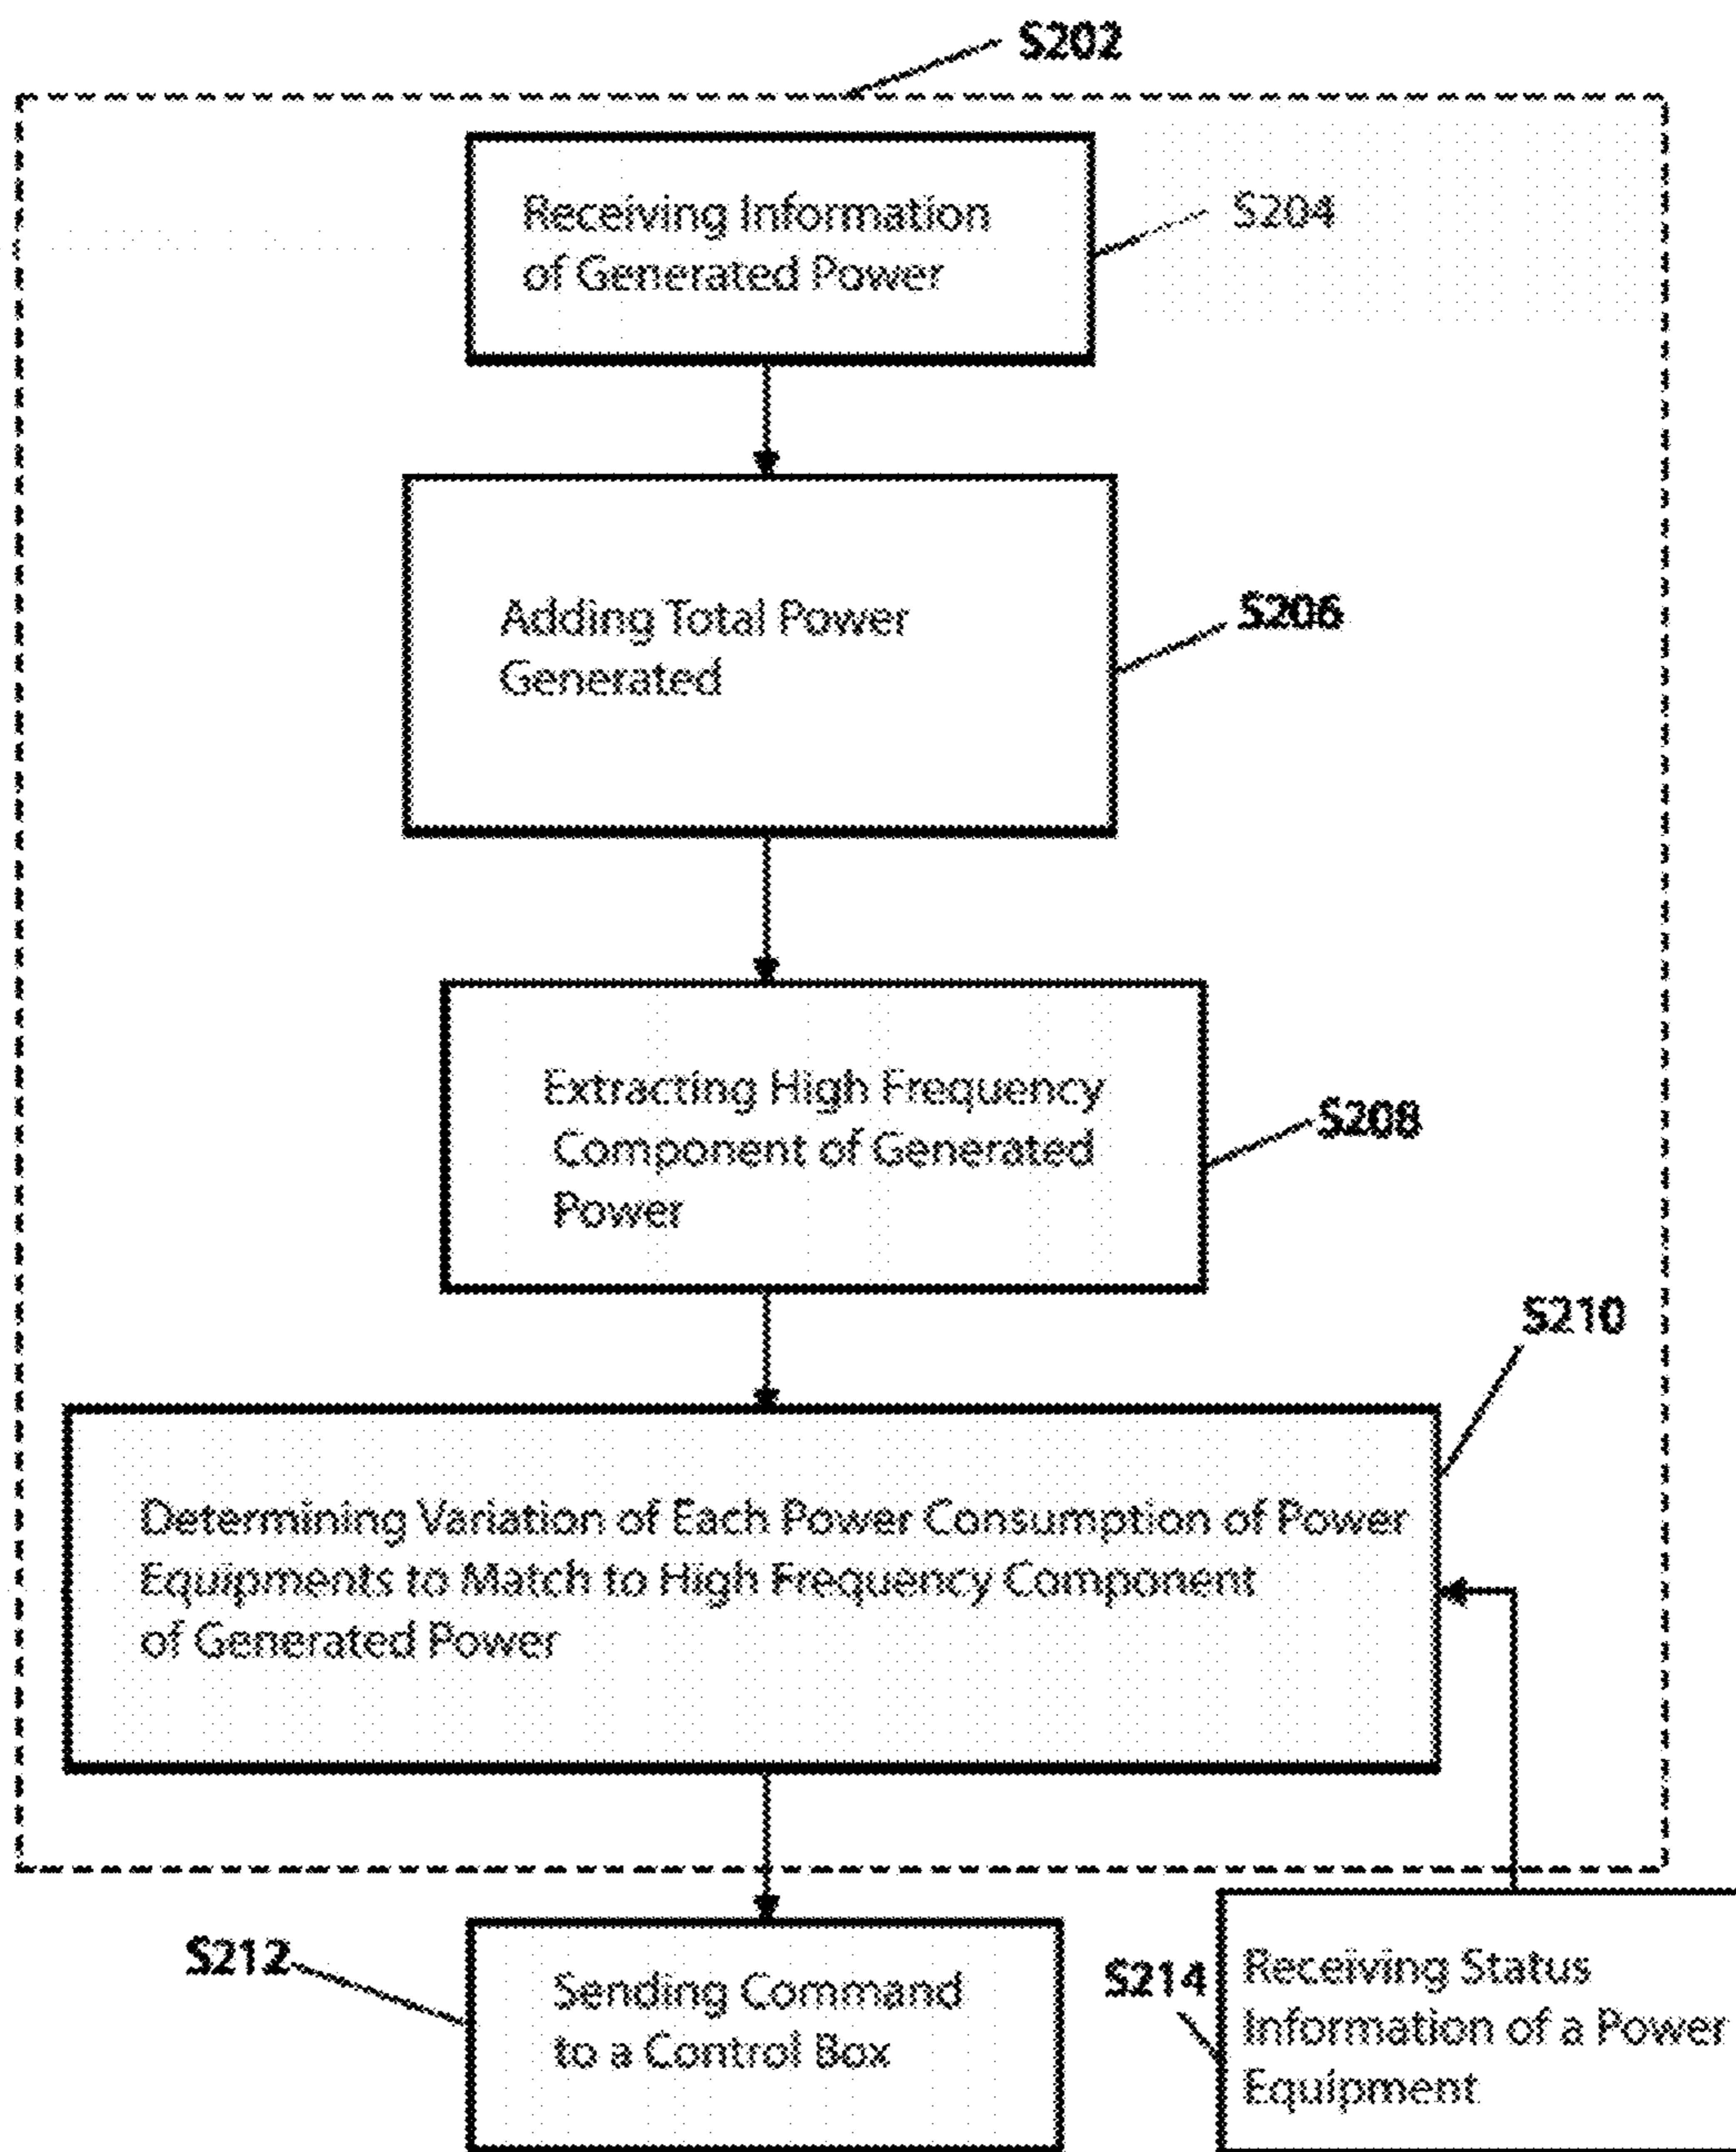 S202
Receiving Information
of Generated Power
S204
Adding Total Power
Generated
S206
Extracting High Frequency
Component of Generated
Power
S208
S210
Determining Variation of Each Power Consumption of Power
Equipments to Match to High Frequency Component
of Generated Power
S212
Sending Command
to a Control Box
S214
Receiving Status
Information of a Power
Equipment